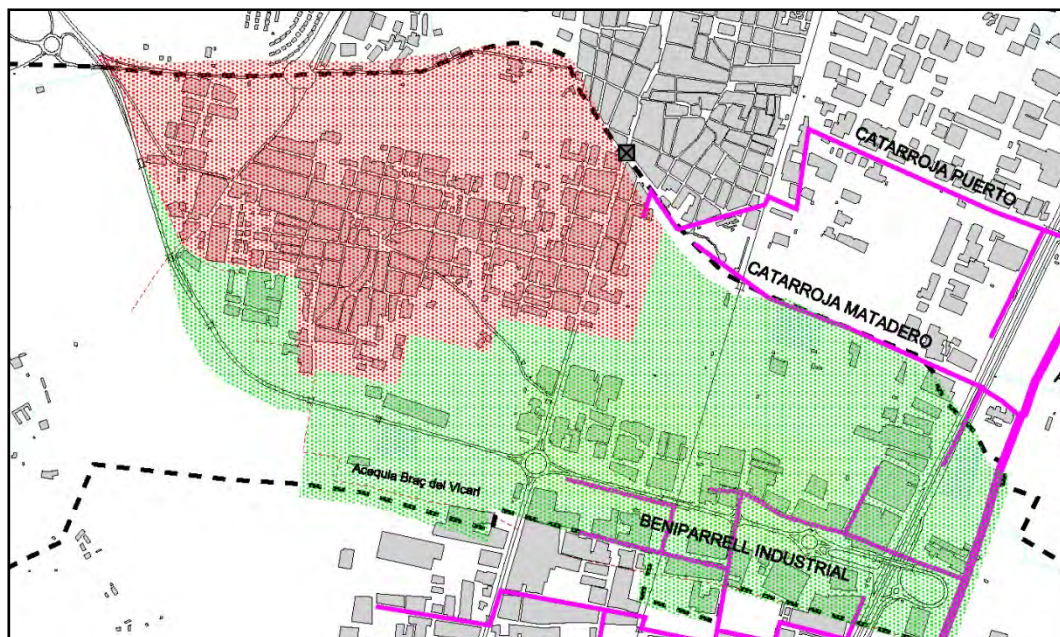 CATARROJA PUERTO
CATARROJA MATADERO
Acequia Braç del Vicari
BENIPARRELL INDUSTRIAL